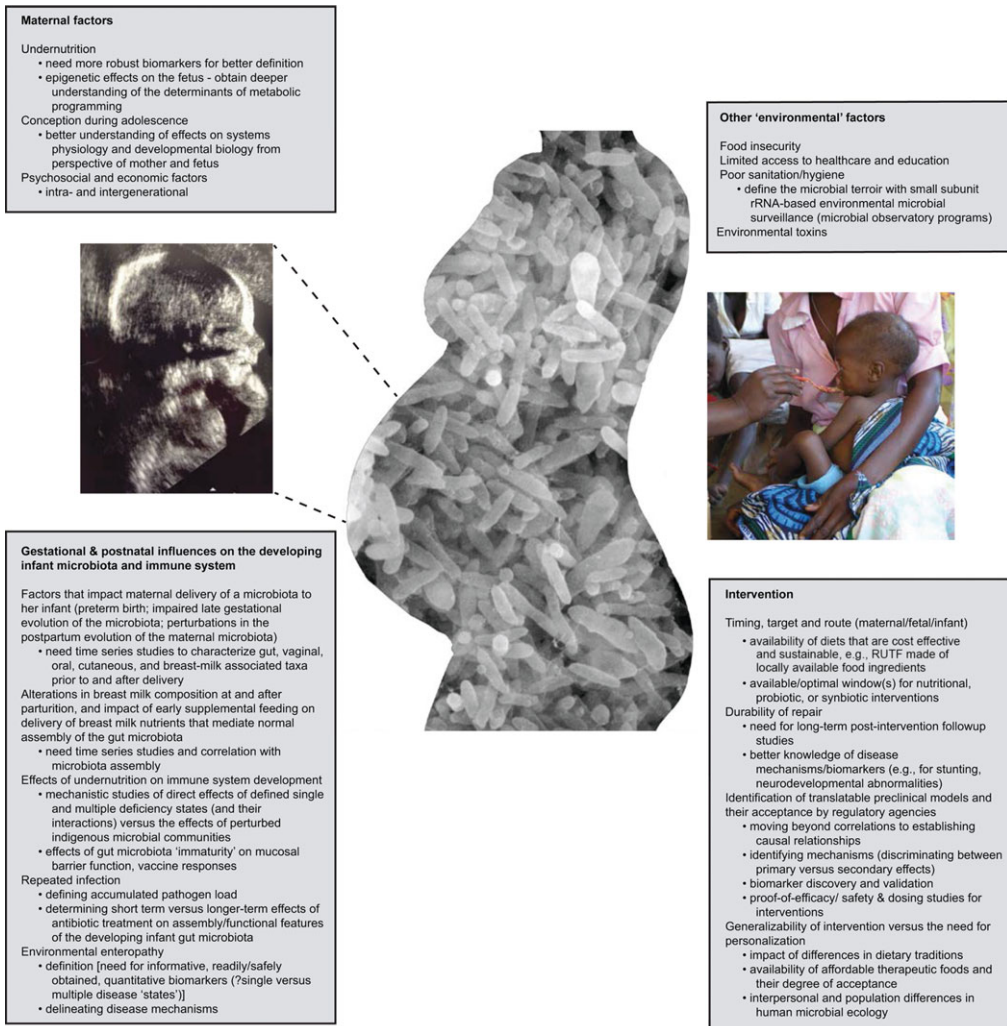 Maternal factors
Undernutrition
• need more robust biomarkers for better definition
• epigenetic effects on the fetus - obtain deeper
understanding of the determinants of metabolic
programming
Conception during adolescence
• better understanding of effects on systems
physiology and developmental biology from
perspective of mother and fetus
Psychosocial and economic factors
• intra- and intergenerational
Other 'environmental' factors
Food insecurity
Limited access to healthcare and education
Poor sanitation/hygiene
• define the microbial terroir with small subunit
rRNA-based environmental microbial
surveillance (microbial observatory programs)
Environmental toxins
Gestational & postnatal influences on the developing
infant microbiota and immune system
Factors that impact maternal delivery of a microbiota to
her infant (preterm birth; impaired late gestational
evolution of the microbiota; perturbations in the
postpartum evolution of the maternal microbiota)
• need time series studies to characterize gut, vaginal,
oral, cutaneous, and breast-milk associated taxa
prior to and after delivery
Alterations in breast milk composition at and after
parturition, and impact of early supplemental feeding on
delivery of breast milk nutrients that mediate normal
assembly of the gut microbiota
• need time series studies and correlation with
microbiota assembly
Effects of undernutrition on immune system development
• mechanistic studies of direct effects of defined single
and multiple deficiency states (and their
interactions) versus the effects of perturbed
indigenous microbial communities
• effects of gut microbiota 'immaturity' on mucosal
barrier function, vaccine responses
Repeated infection
• defining accumulated pathogen load
• determining short term versus longer-term effects of
antibiotic treatment on assembly/functional features
of the developing infant gut microbiota
Environmental enteropathy
• definition [need for informative, readily/safely
obtained, quantitative biomarkers (?single versus
multiple disease 'states')]
• delineating disease mechanisms
Intervention
Timing, target and route (maternal/fetal/infant)
• availability of diets that are cost effective
and sustainable, e.g., RUTF made of
locally available food ingredients
• available/optimal window(s) for nutritional,
probiotic, or synbiotic interventions
Durability of repair
• need for long-term post-intervention followup
studies
• better knowledge of disease
mechanisms/biomarkers (e.g., for stunting,
neurodevelopmental abnormalities)
Identification of translatable preclinical models and
their acceptance by regulatory agencies
• moving beyond correlations to establishing
causal relationships
• identifying mechanisms (discriminating between
primary versus secondary effects)
• biomarker discovery and validation
• proof-of-efficacy/ safety & dosing studies for
interventions
Generalizability of intervention versus the need for
personalization
• impact of differences in dietary traditions
• availability of affordable therapeutic foods and
their degree of acceptance
• interpersonal and population differences in
human microbial ecology